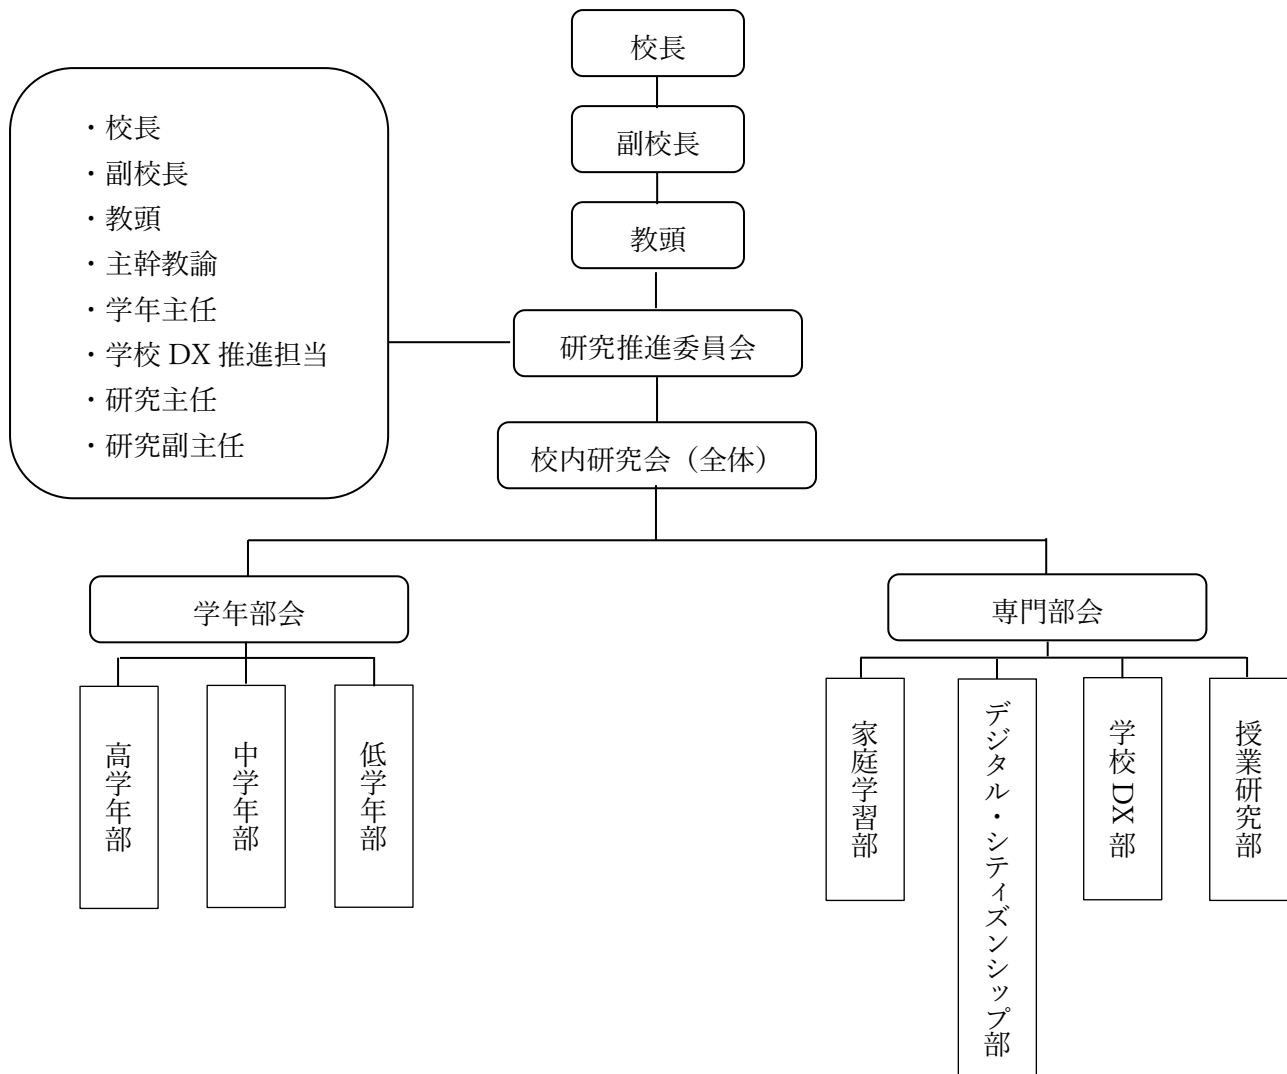 校長
副校長
教頭
・校長
・副校長
・教頭
・主幹教諭
・学年主任
・学校 DX 推進担当
・研究主任
・研究副主任
研究推進委員会
校内研究会（全体）
学年部会
専門部会
高学年部
中学年部
低学年部
家庭学習部
デジタル・シティズンシップ部
学校 DX 部
授業研究部